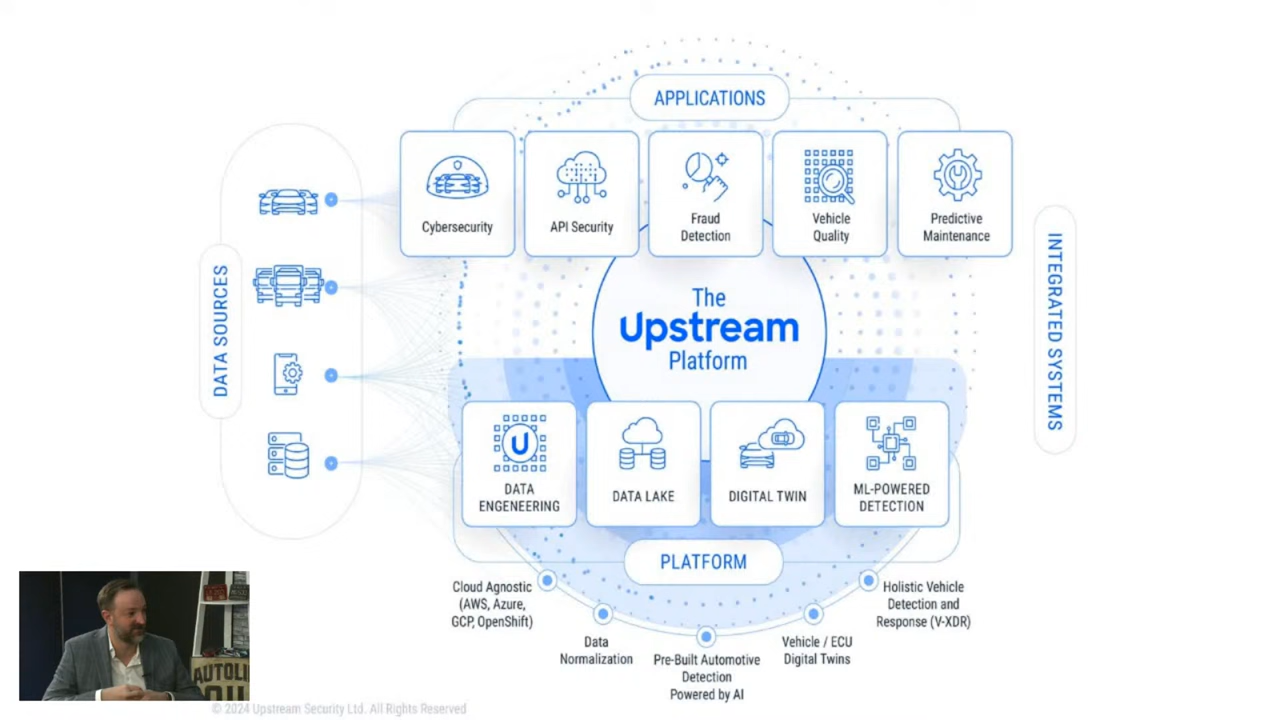 APPLICATIONS
Cybersecurity
API Security
Fraud
Detection
Vehicle
Quality
Predictive
Maintenance
DATA SOURCES
The
Upstream
Platform
INTEGRATED SYSTEMS
U
DATA
ENGENEERING
DATA LAKE
DIGITAL TWIN
ML-POWERED
DETECTION
PLATFORM
Cloud Agnostic
(AWS, Azure,
GCP, OpenShift)
Data
Normalization
Pre-Built Automotive
Detection
Powered by AI
Vehicle / ECU
Digital Twins
Holistic Vehicle
Detection and
Response (V-XDR)
© 2024 Upstream Security Ltd. All Rights Reserved